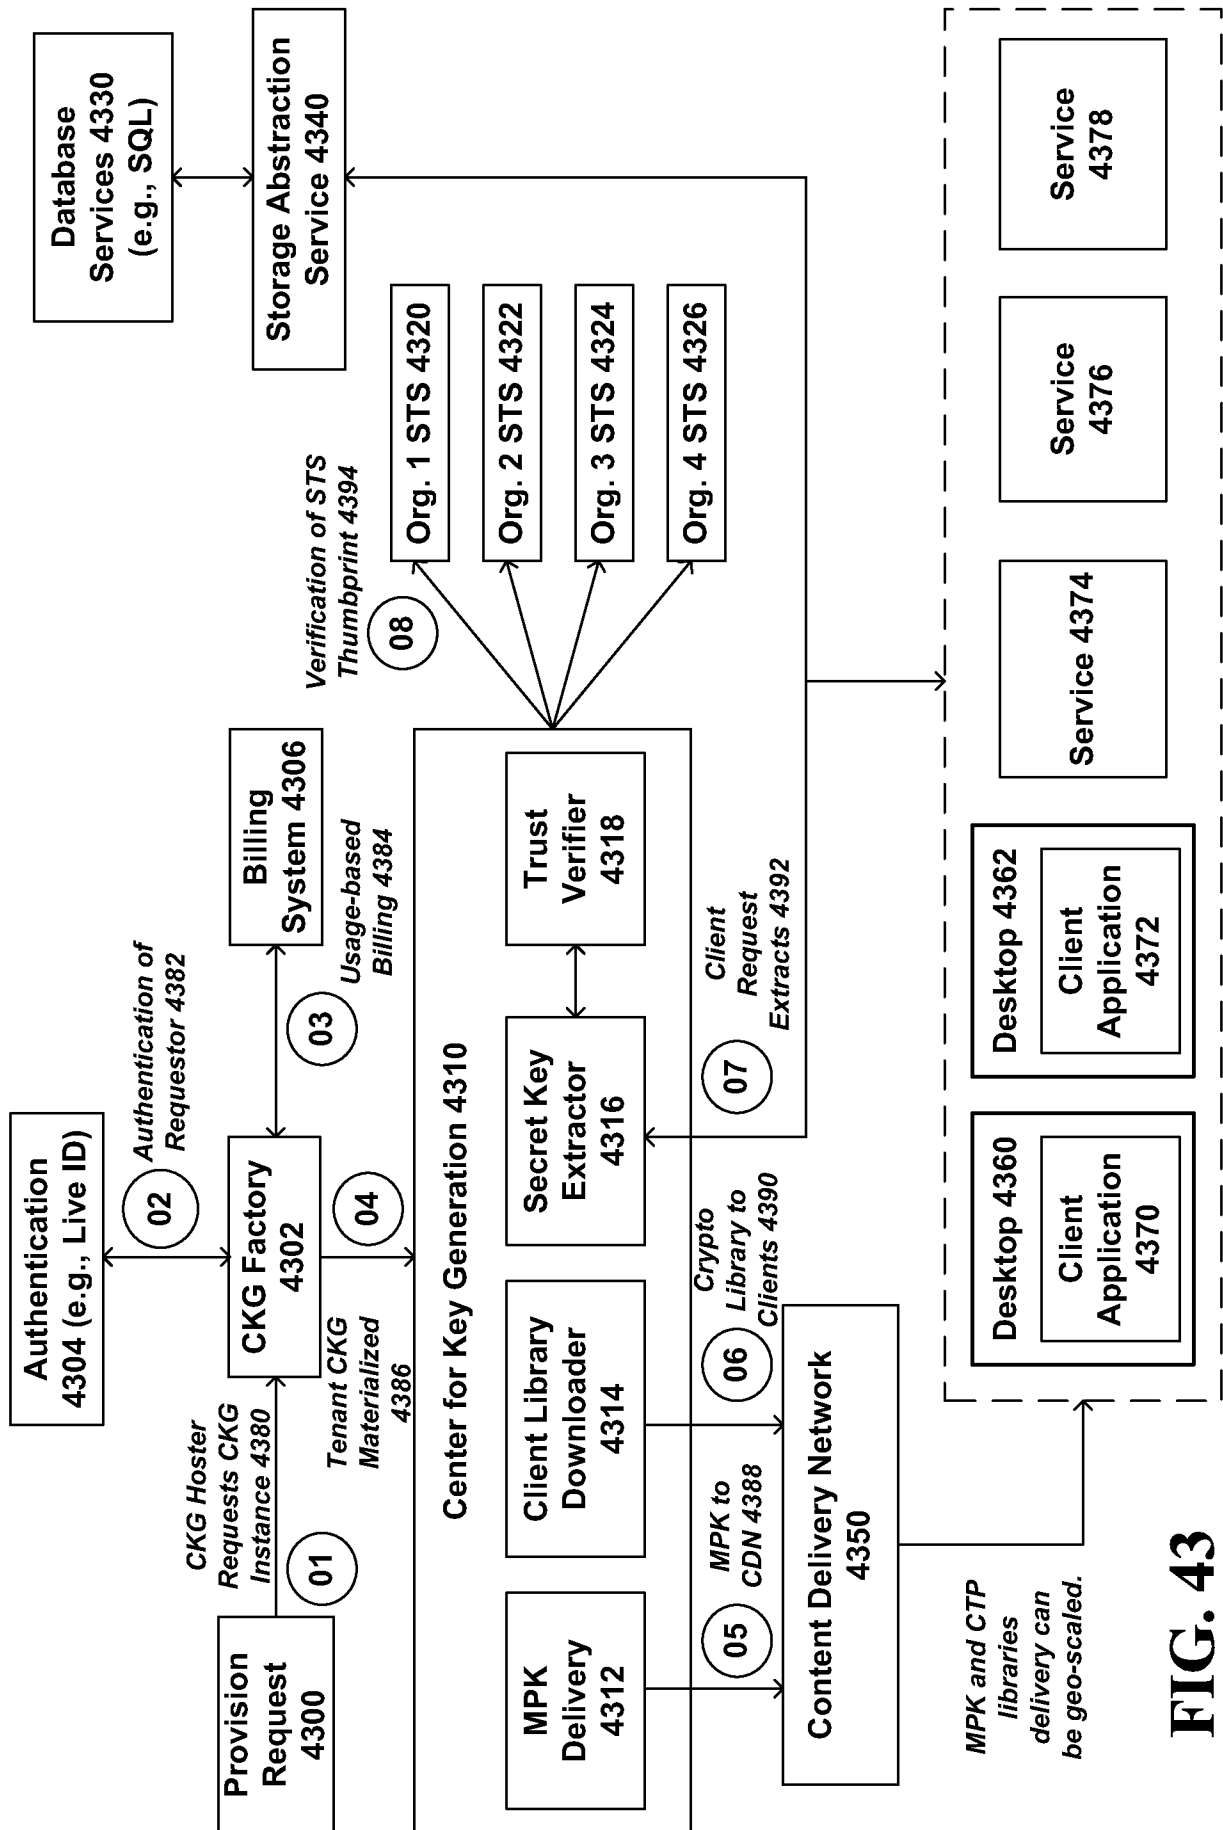 Authentication
4304 (e.g., Live ID)
Database
Services 4330
(e.g., SQL)
02
Authentication of
Requestor 4382
Provision
Request
4300
CKG Hoster
Requests CKG
Instance 4380
01
CKG Factory
4302
03
Usage-based
Billing 4384
Billing
System 4306
Storage Abstraction
Service 4340
Tenant CKG
Materialized
4386
04
Verification of STS
Thumbprint 4394
08
Center for Key Generation 4310
MPK
Delivery
4312
Client Library
Downloader
4314
Secret Key
Extractor
4316
Trust
Verifier
4318
Org. 1 STS 4320
Org. 2 STS 4322
Org. 3 STS 4324
Org. 4 STS 4326
05
MPK to
CDN 4388
06
Crypto
Library to
Clients 4390
07
Client
Request
Extracts 4392
Content Delivery Network
4350
MPK and CTP
libraries
delivery can
be geo-scaled.
Desktop 4360
Client
Application
4370
Desktop 4362
Client
Application
4372
Service 4374
Service
4376
Service
4378
FIG. 43